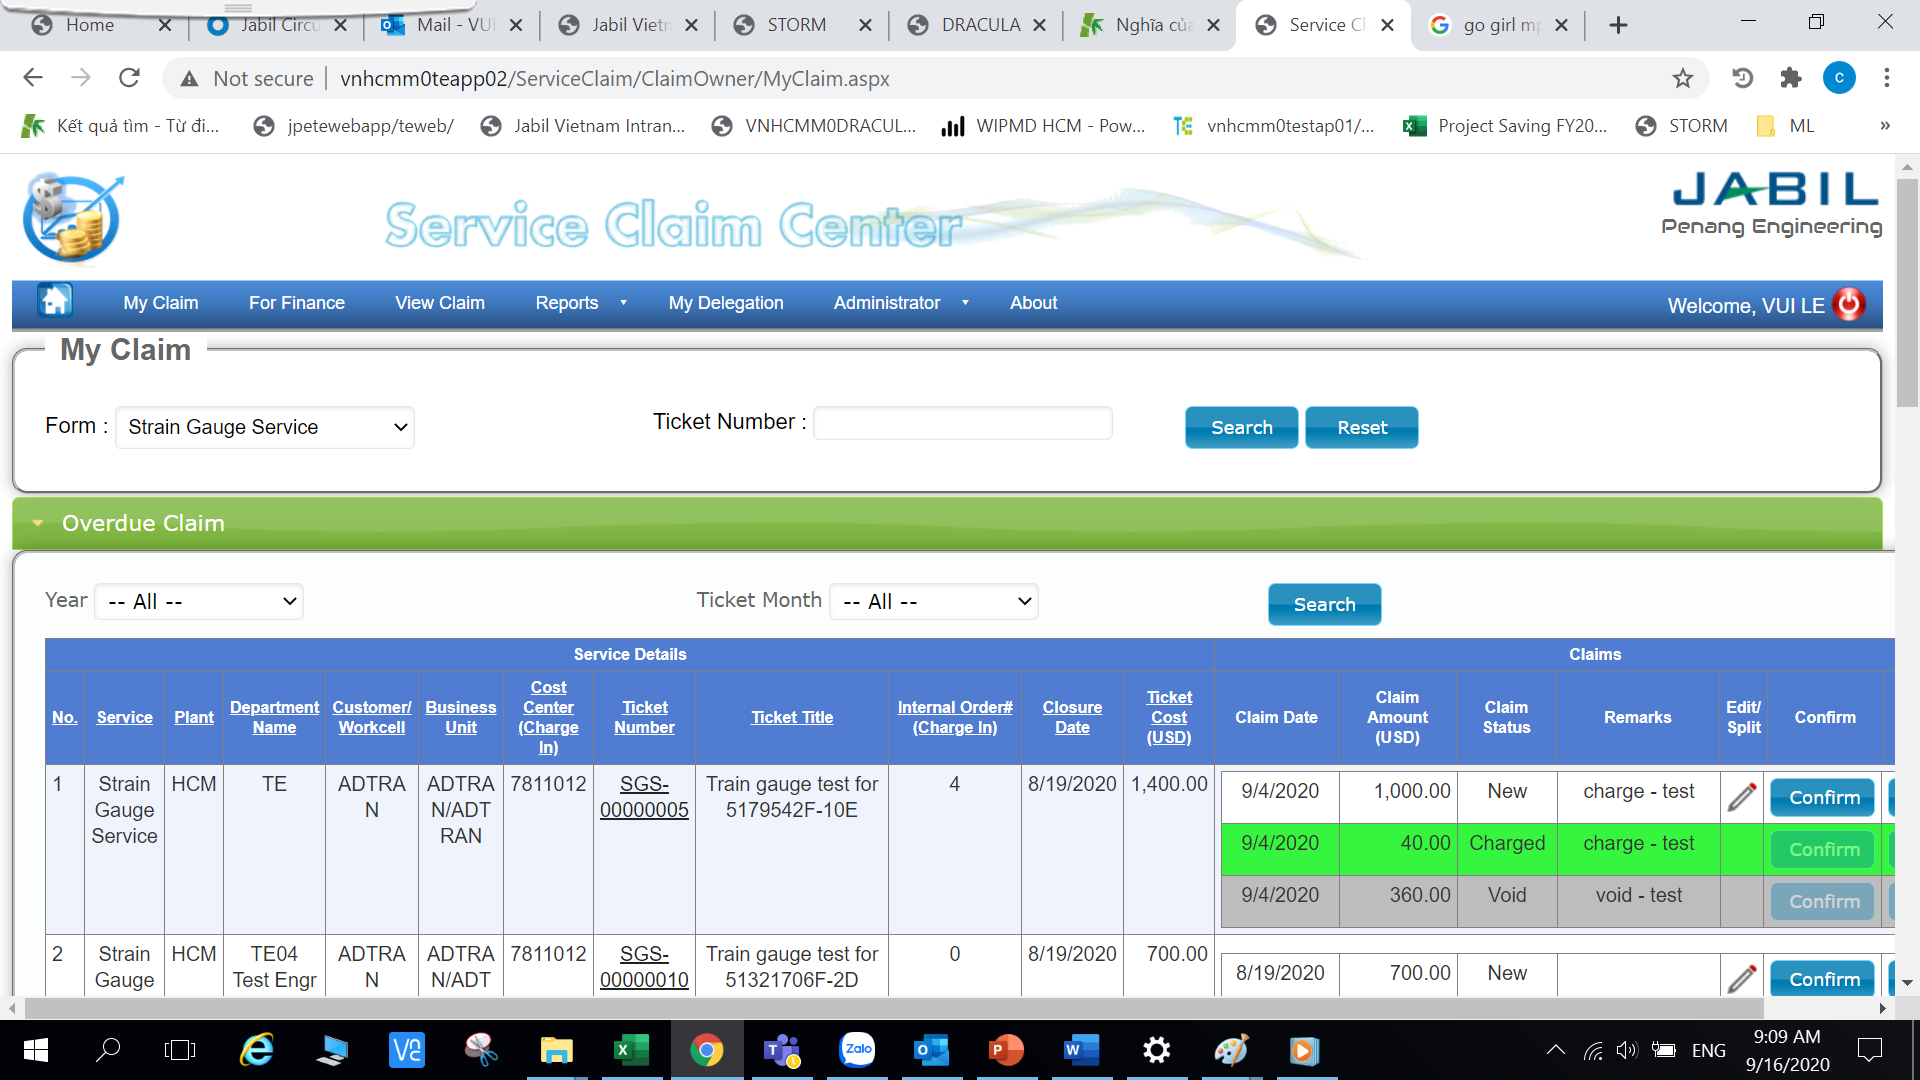 Home
Jabil Circu
Mail - VUI
Jabil Vietn
STORM
DRACULA
Nghĩa của
Service Cl
go girl mp
Not secure
vnhcmm0teapp02/ServiceClaim/ClaimOwner/MyClaim.aspx
C
Kết quả tìm - Từ đi...
jpetewebapp/teweb/
Jabil Vietnam Intran...
VNHCMM0DRACUL...
WIPMD HCM - Pow...
vnhcmm0testap01/...
Project Saving FY20...
STORM
ML
»
Service Claim Center
JABIL
Penang Engineering
My Claim
For Finance
View Claim
Reports
My Delegation
Administrator
About
Welcome, VUI LE
My Claim
Form :
Strain Gauge Service
Ticket Number :
Search
Reset
Overdue Claim
Year
-- All --
Ticket Month
-- All --
Search
Service Details
Claims
No.
Service
Plant
Department
Name
Customer/
Workcell
Business
Unit
Cost
Center
(Charge
In)
Ticket
Number
Ticket Title
Internal Order#
(Charge In)
Closure
Date
Ticket
Cost
(USD)
Claim Date
Claim
Amount
(USD)
Claim
Status
Remarks
Edit/
Split
Confirm
1
Strain
Gauge
Service
HCM
TE
ADTRA
N
ADTRA
N/ADT
RAN
7811012
SGS-
00000005
Train gauge test for
5179542F-10E
4
8/19/2020
1,400.00
9/4/2020
1,000.00
New
charge - test
Confirm
9/4/2020
40.00
Charged
charge - test
Confirm
9/4/2020
360.00
Void
void - test
Confirm
2
Strain
Gauge
HCM
TE04
Test Engr
ADTRA
N
ADTRA
N/ADT
7811012
SGS-
00000010
Train gauge test for
51321706F-2D
0
8/19/2020
700.00
8/19/2020
700.00
New
Confirm
Zalo
ENG
9:09 AM
9/16/2020